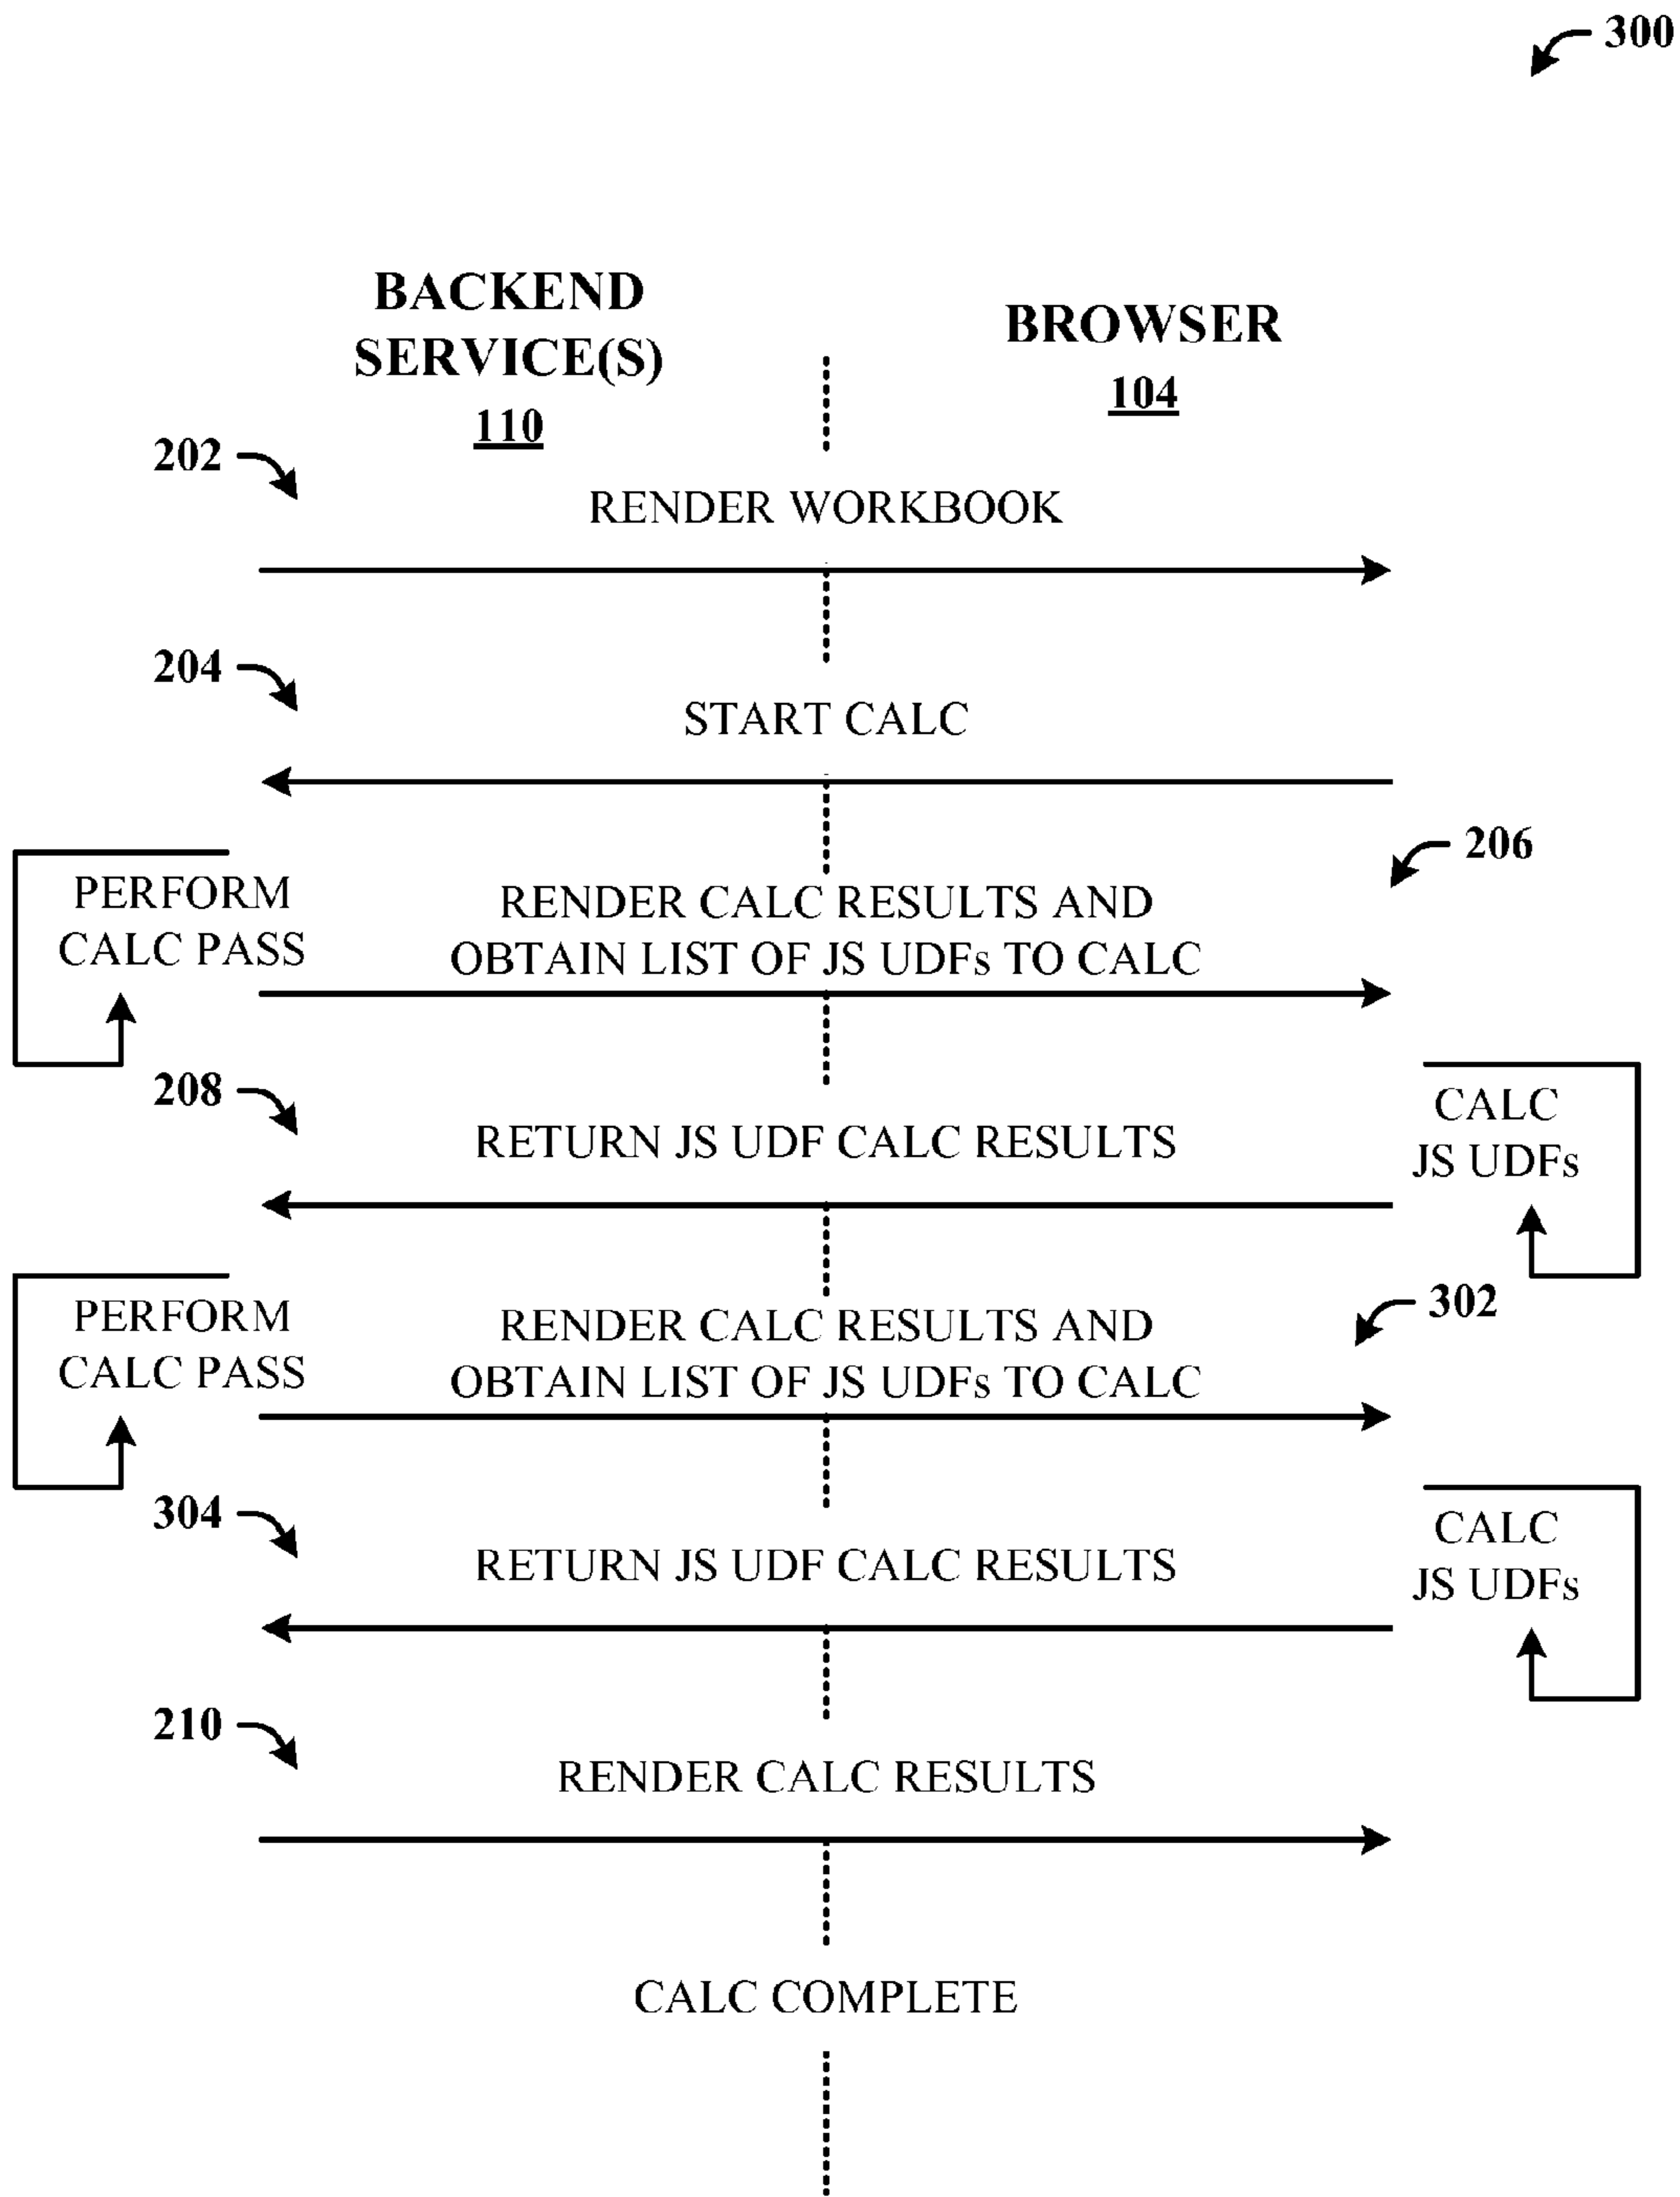 300
BACKEND
SERVICE(S)
110
BROWSER
104
202
RENDER WORKBOOK
204
START CALC
206
PERFORM
CALC PASS
RENDER CALC RESULTS AND
OBTAIN LIST OF JS UDFs TO CALC
208
RETURN JS UDF CALC RESULTS
CALC
JS UDFs
PERFORM
CALC PASS
RENDER CALC RESULTS AND
OBTAIN LIST OF JS UDFs TO CALC
302
304
RETURN JS UDF CALC RESULTS
CALC
JS UDFs
210
RENDER CALC RESULTS
CALC COMPLETE